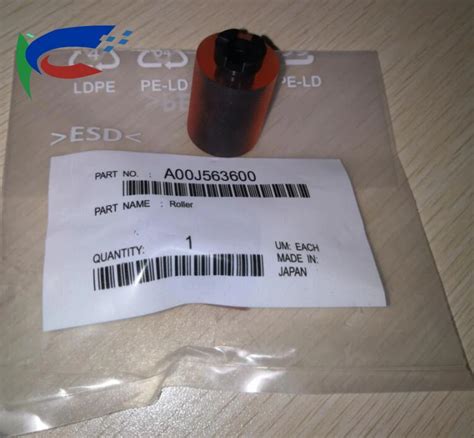 LDPE PE-LD PE-LD
>ESD<
PART NO. : A00J563600
PART NAME : Roller
QUANTITY: 1 UM: EACH
MADE IN:
JAPAN